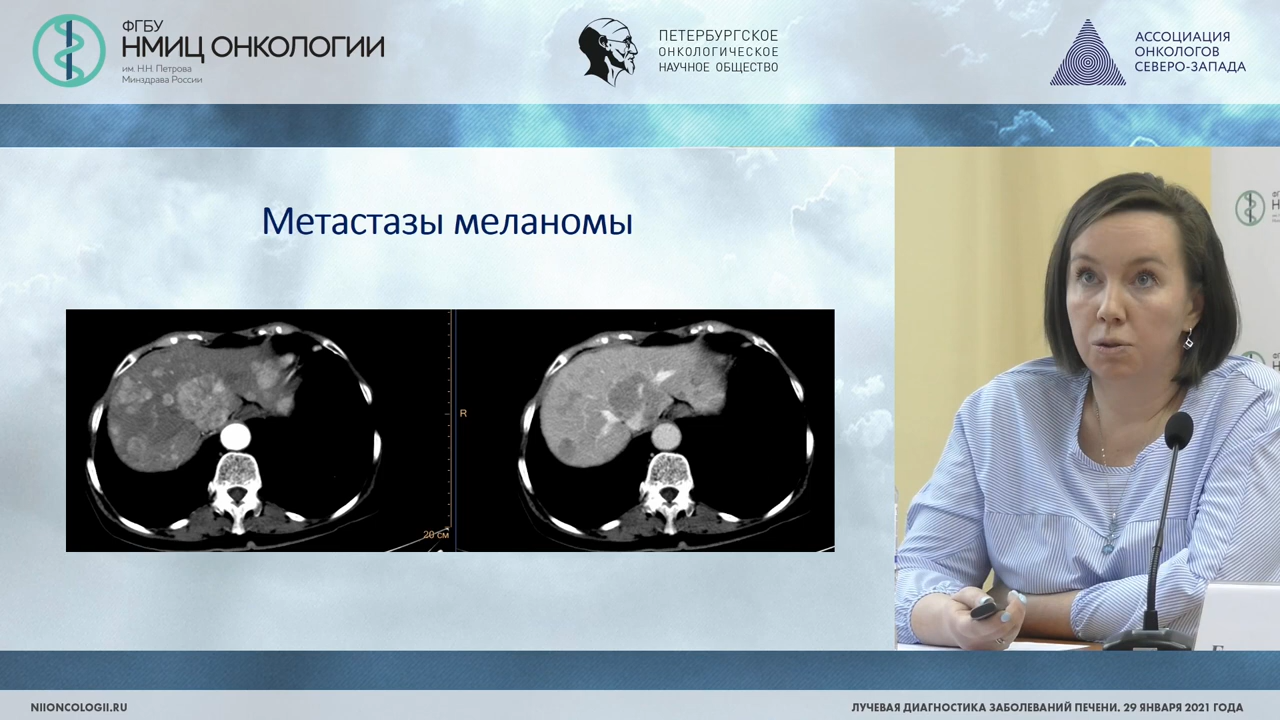 ФГБУ
НМИЦ ОНКОЛОГИИ
им. Н.Н. Петрова
Минздрава России
ПЕТЕРБУРГСКОЕ
ОНКОЛОГИЧЕСКОЕ
НАУЧНОЕ ОБЩЕСТВО
АССОЦИАЦИЯ
ОНКОЛОГОВ
СЕВЕРО-ЗАПАДА
Метастазы меланомы
R
20 см
NIIONCOLOGII.RU
ЛУЧЕВАЯ ДИАГНОСТИКА ЗАБОЛЕВАНИЙ ПЕЧЕНИ. 29 ЯНВАРЯ 2021 ГОДА